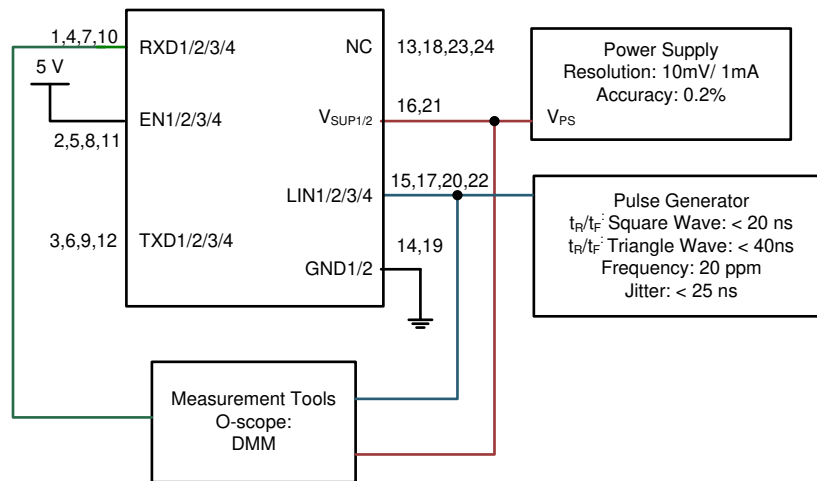 1,4,7,10
RXD1/2/3/4
NC
13,18,23,24
5 V
EN1/2/3/4
2,5,8,11
VSUP1/2
16,21
VPS
Power Supply
Resolution: 10mV/ 1mA
Accuracy: 0.2%
LIN1/2/3/4
15,17,20,22
3,6,9,12
TXD1/2/3/4
14,19
GND1/2
Pulse Generator
tR/tF: Square Wave: < 20 ns
tR/tF: Triangle Wave: < 40ns
Frequency: 20 ppm
Jitter: < 25 ns
Measurement Tools
O-scope:
DMM